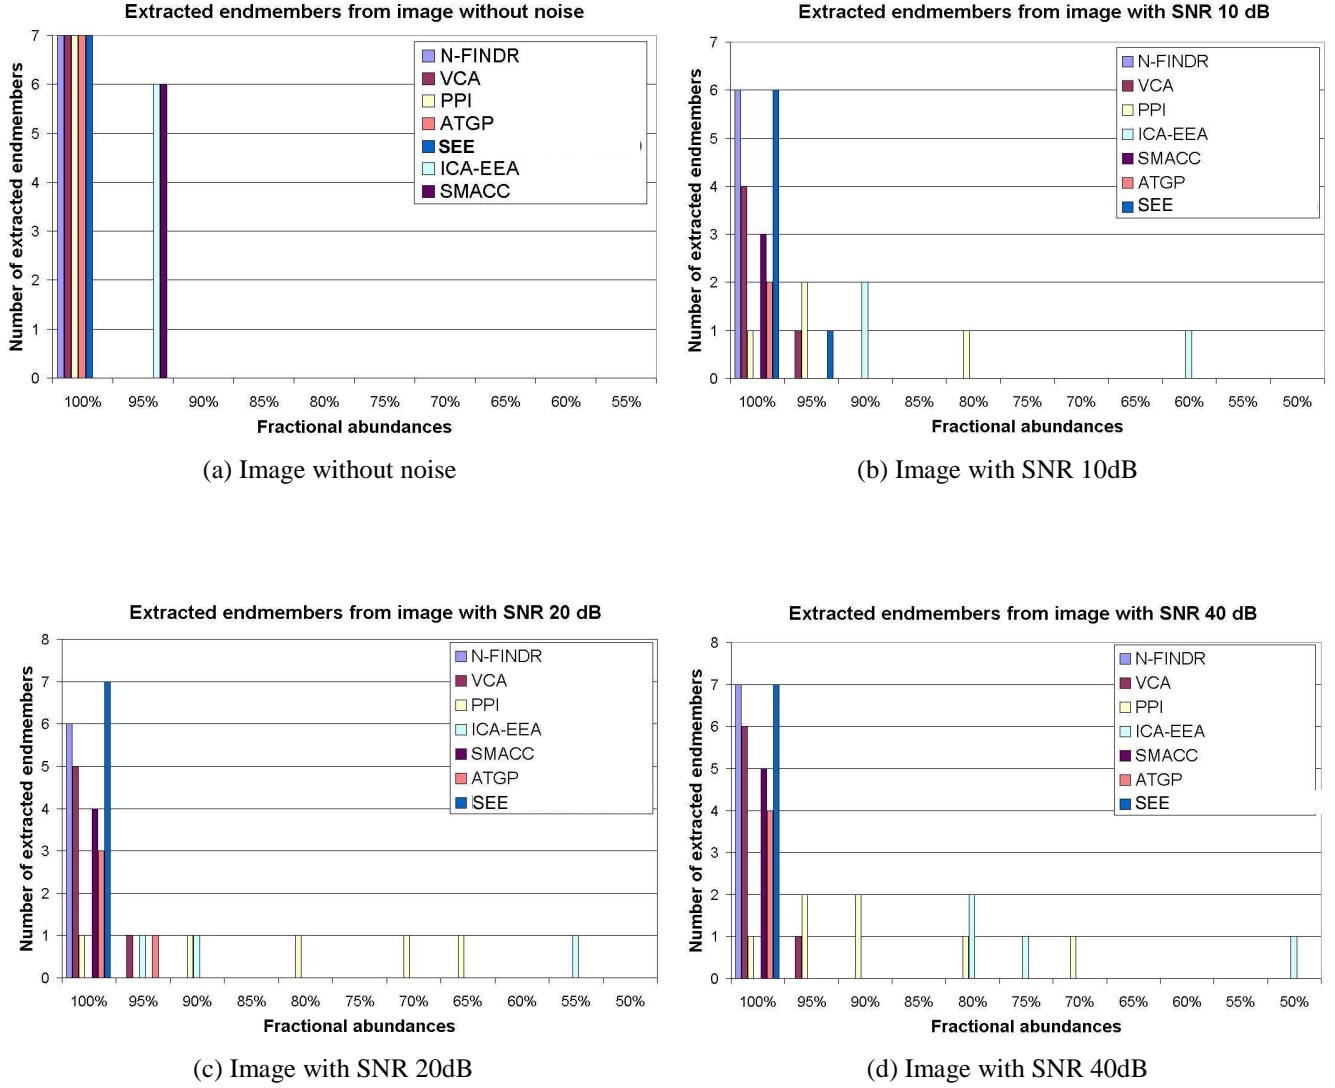 Extracted endmembers from image without noise
Number of extracted endmembers
7
6
5
4
3
2
1
0
N-FINDR
VCA
PPI
ATGP
SEE
ICA-EEA
SMACC
100% 95% 90% 85% 80% 75% 70% 65% 60% 55%
Fractional abundances
(a) Image without noise
Extracted endmembers from image with SNR 10 dB
Number of extracted endmembers
7
6
5
4
3
2
1
0
N-FINDR
VCA
PPI
ICA-EEA
SMACC
ATGP
SEE
100% 95% 90% 85% 80% 75% 70% 65% 60% 55% 50%
Fractional abundances
(b) Image with SNR 10dB
Extracted endmembers from image with SNR 20 dB
Number of extracted endmembers
8
7
6
5
4
3
2
1
0
N-FINDR
VCA
PPI
ICA-EEA
SMACC
ATGP
SEE
100% 95% 90% 85% 80% 75% 70% 65% 60% 55% 50%
Fractional abundances
(c) Image with SNR 20dB
Extracted endmembers from image with SNR 40 dB
Number of extracted endmembers
8
7
6
5
4
3
2
1
0
N-FINDR
VCA
PPI
ICA-EEA
SMACC
ATGP
SEE
100% 95% 90% 85% 80% 75% 70% 65% 60% 55% 50%
Fractional abundances
(d) Image with SNR 40dB